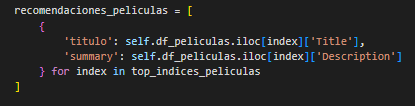 recomendaciones_peliculas = [
    {
        'titulo': self.df_peliculas.iloc[index]['Title'],
        'summary': self.df_peliculas.iloc[index]['Description']
    } for index in top_indices_peliculas
]